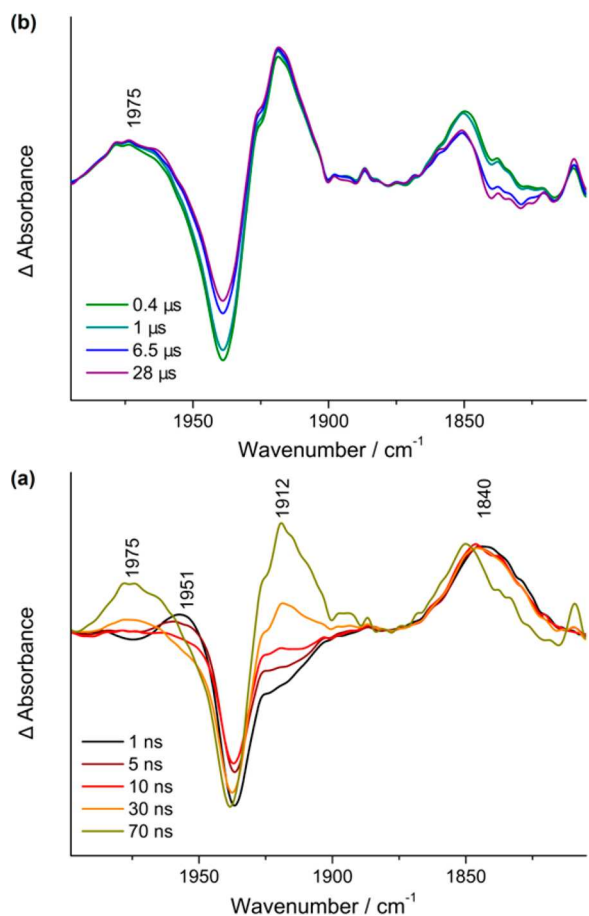 (b)
1975
Δ Absorbance
0.4 µs
1 µs
6.5 µs
28 µs
1950
1900
1850
Wavenumber / cm⁻¹
(a)
1975
1951
1912
1840
Δ Absorbance
1 ns
5 ns
10 ns
30 ns
70 ns
1950
1900
1850
Wavenumber / cm⁻¹